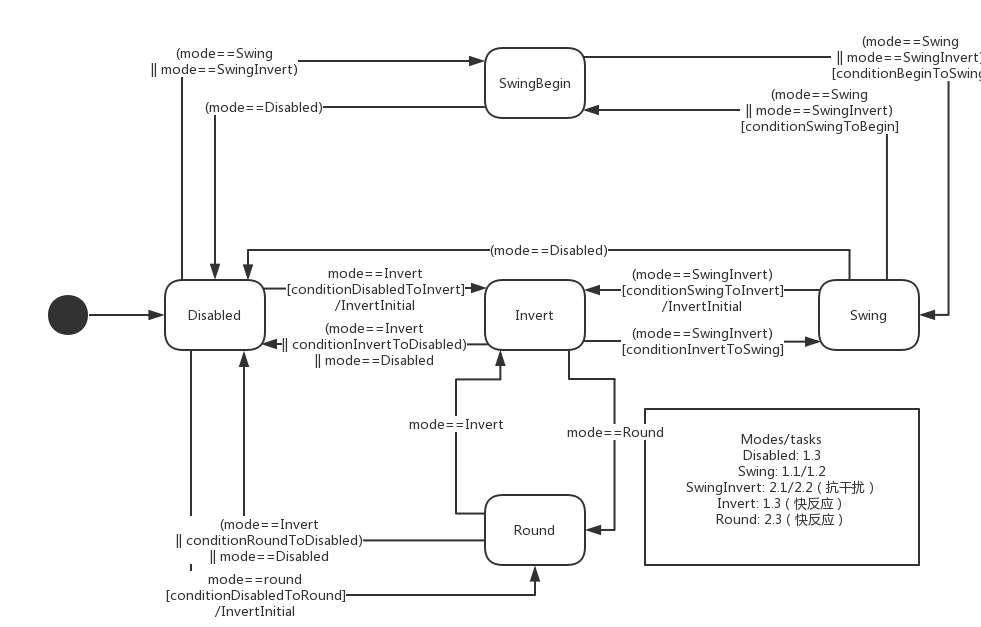 (mode==Swing
|| mode==SwingInvert)
SwingBegin
(mode==Swing
|| mode==SwingInvert)
[conditionBeginToSwing
(mode==Disabled)
(mode==Swing
|| mode==SwingInvert)
[conditionSwingToBegin]
(mode==Disabled)
Disabled
mode==Invert
[conditionDisabledToInvert]
/InvertInitial
(mode==Invert
|| conditionInvertToDisabled)
|| mode==Disabled
Invert
(mode==SwingInvert)
[conditionSwingToInvert]
/InvertInitial
(mode==SwingInvert)
[conditionInvertToSwing]
Swing
mode==Invert
mode==Round
Modes/tasks
Disabled: 1.3
Swing: 1.1/1.2
SwingInvert: 2.1/2.2（抗干扰）
Invert: 1.3（快反应）
Round: 2.3（快反应）
(mode==Invert
|| conditionRoundToDisabled)
|| mode==Disabled
Round
mode==round
[conditionDisabledToRound]
/InvertInitial